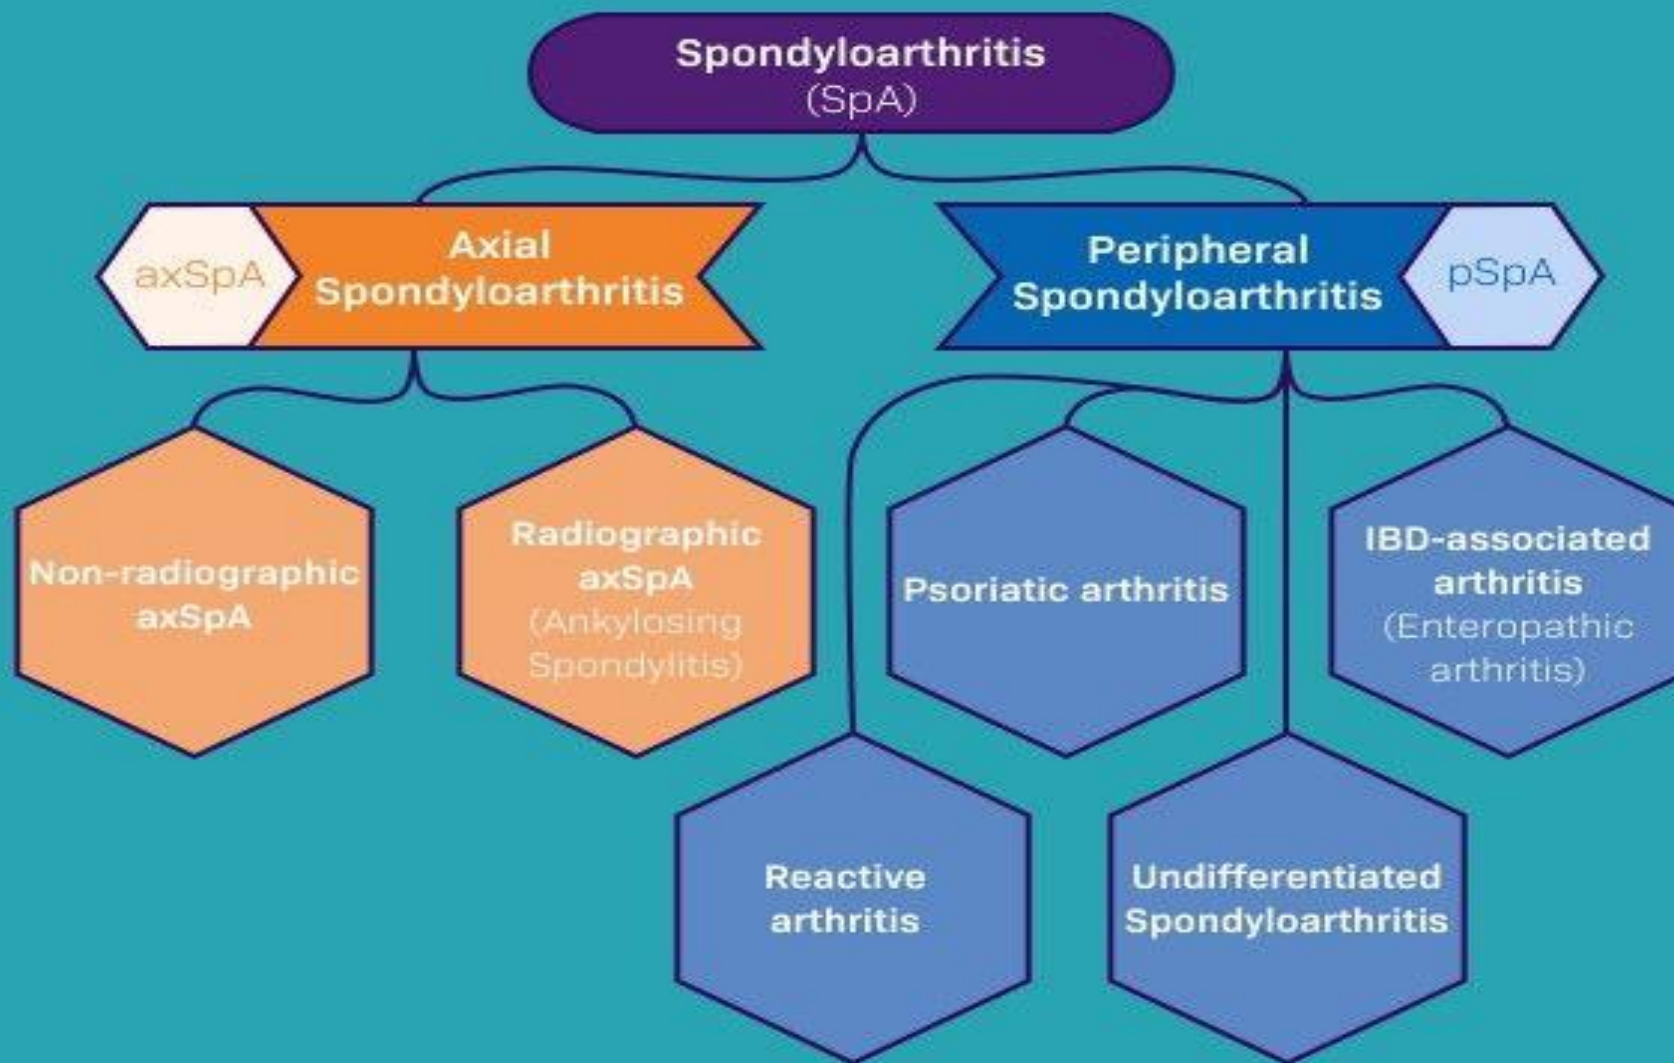 Spondyloarthritis
(SpA)
axSpA
Axial
Spondyloarthritis
Peripheral
Spondyloarthritis
pSpA
Non-radiographic
axSpA
Radiographic
axSpA
(Ankylosing
Spondylitis)
Psoriatic arthritis
IBD-associated
arthritis
(Enteropathic
arthritis)
Reactive
arthritis
Undifferentiated
Spondyloarthritis